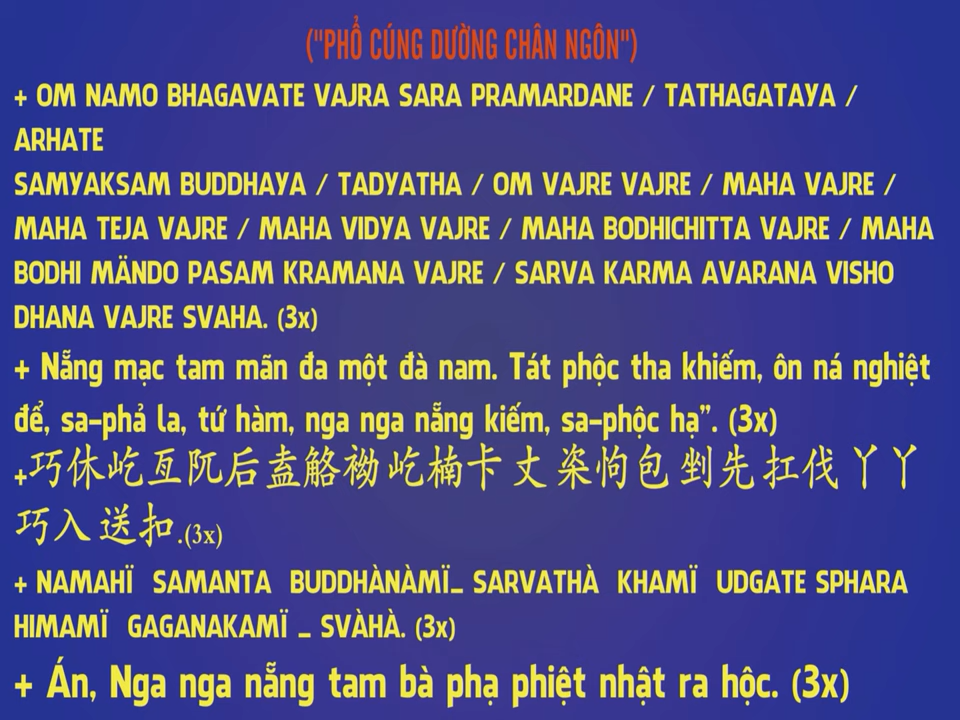 ("PHỔ CÚNG DƯỜNG CHÂN NGÔN")
+ OM NAMO BHAGAVATE VAJRA SARA PRAMARDANE / TATHAGATAYA /
ARHATE
SAMYAKSAM BUDDHAYA / TADYATHA / OM VAJRE VAJRE / MAHA VAJRE /
MAHA TEJA VAJRE / MAHA VIDYA VAJRE / MAHA BODHICHITTA VAJRE / MAHA
BODHI MÄNDO PASAM KRAMANA VAJRE / SARVA KARMA AVARANA VISHO
DHANA VAJRE SVAHA. (3x)
+ Nẵng mạc tam mãn đa một đà nam. Tát phộc tha khiếm, ôn ná nghiệt
để, sa-phả la, tứ hàm, nga nga nẵng kiếm, sa-phộc hạ”. (3x)
+巧休屹亙阢后盍觡袎屹楠卡丈粢怐包剉先扛伐丫丫
巧入送扣.(3x)
+ NAMAHÏ SAMANTA BUDDHÀNÀMÏ_ SARVATHÀ KHAMÏ UDGATE SPHARA
HIMAMÏ GAGANAKAMÏ _ SVÀHÀ. (3x)
+ Án, Nga nga nẵng tam bà phạ phiệt nhật ra hộc. (3x)